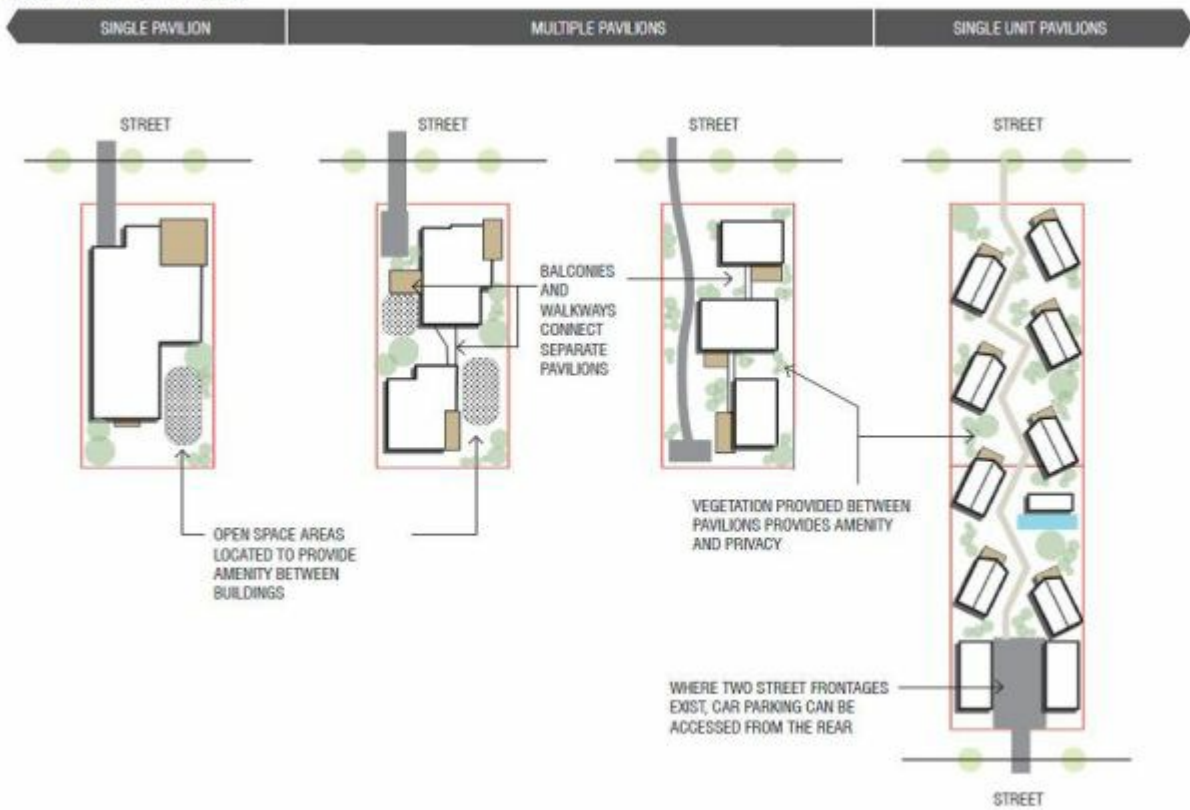 SINGLE PAVILION
MULTIPLE PAVILIONS
SINGLE UNIT PAVILIONS
STREET
STREET
STREET
STREET
BALCONIES
AND
WALKWAYS
CONNECT
SEPARATE
PAVILIONS
OPEN SPACE AREAS
LOCATED TO PROVIDE
AMENITY BETWEEN
BUILDINGS
VEGETATION PROVIDED BETWEEN
PAVILIONS PROVIDES AMENITY
AND PRIVACY
WHERE TWO STREET FRONTAGES
EXIST, CAR PARKING CAN BE
ACCESSED FROM THE REAR
STREET